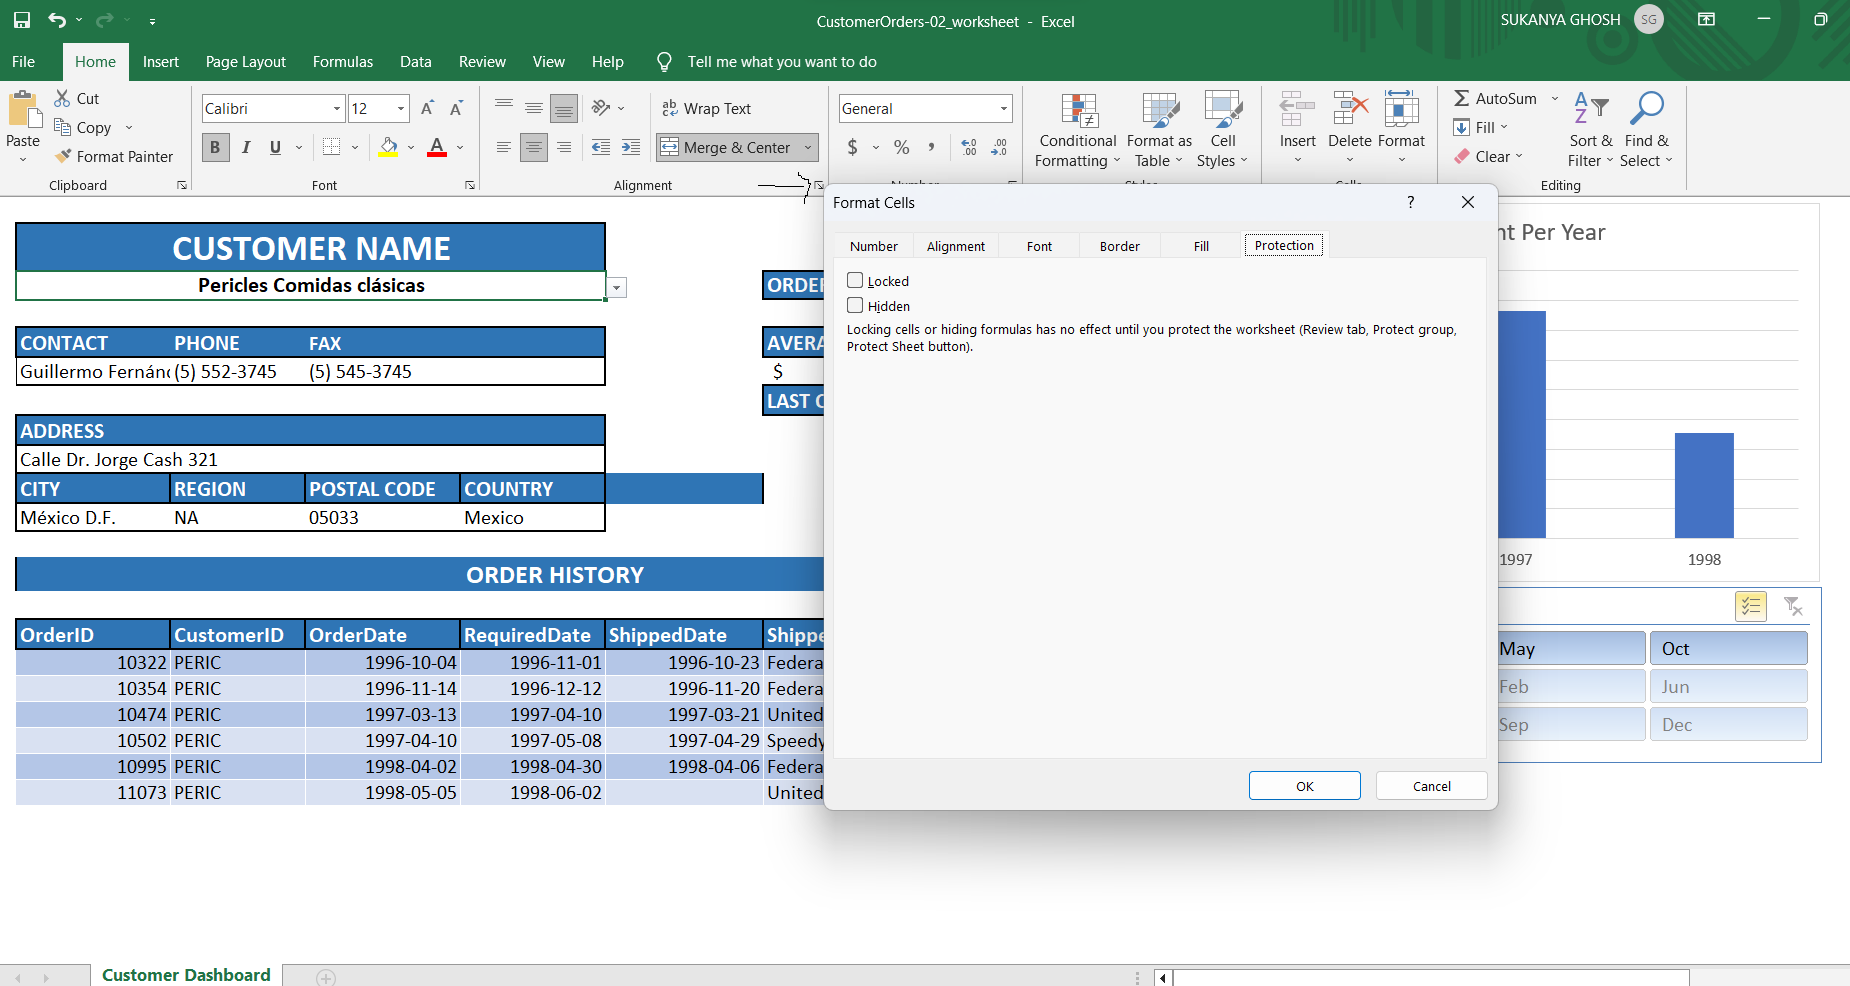 CustomerOrders-02_worksheet - Excel
SUKANYA GHOSH SG
File Home Insert Page Layout Formulas Data Review View Help Tell me what you want to do
Paste
Cut
Copy
Format Painter
Clipboard
Calibri 12
B I U A
Font
ab Wrap Text
Merge & Center
Alignment
General
$ % ,
Conditional Formatting
Format as Table
Cell Styles
Insert Delete Format
AutoSum
Fill
Clear
Sort & Filter
Find & Select
Editing
Format Cells ?
Number Alignment Font Border Fill Protection
Locked
Hidden
Locking cells or hiding formulas has no effect until you protect the worksheet (Review tab, Protect group,
Protect Sheet button).
OK Cancel
CUSTOMER NAME
Pericles Comidas clásicas
CONTACT PHONE FAX
Guillermo Fernánd (5) 552-3745 (5) 545-3745
ADDRESS
Calle Dr. Jorge Cash 321
CITY REGION POSTAL CODE COUNTRY
México D.F. NA 05033 Mexico
ORDER
AVERA
$
LAST
ORDER HISTORY
OrderID CustomerID OrderDate RequiredDate ShippedDate Shippe
10322 PERIC 1996-10-04 1996-11-01 1996-10-23 Federa
10354 PERIC 1996-11-14 1996-12-12 1996-11-20 Federa
10474 PERIC 1997-03-13 1997-04-10 1997-03-21 United
10502 PERIC 1997-04-10 1997-05-08 1997-04-29 Speedy
10995 PERIC 1998-04-02 1998-04-30 1998-04-06 Federa
11073 PERIC 1998-05-05 1998-06-02 United
nt Per Year
1997 1998
May Oct
Feb Jun
Sep Dec
Customer Dashboard